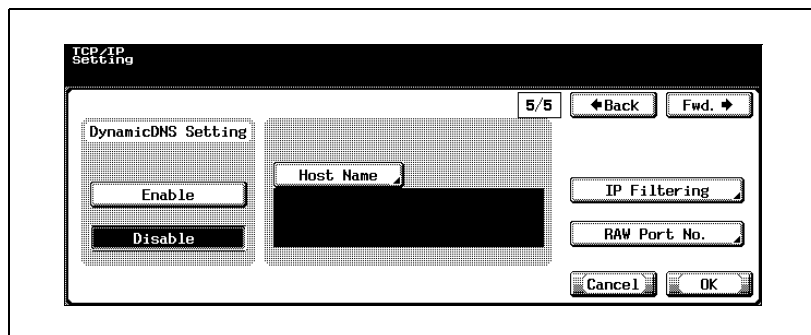 TCP/IP
Setting
5/5
Back
Fwd.
DynamicDNS Setting
Enable
Disable
Host Name
IP Filtering
RAW Port No.
Cancel
OK